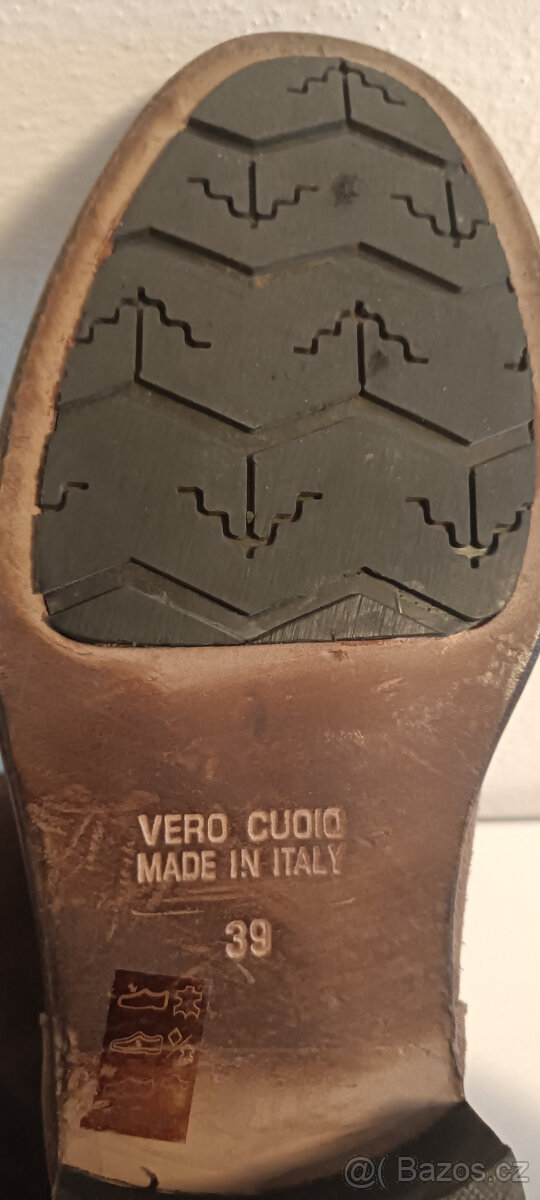 VERO CUOIO
MADE IN ITALY
39
@( Bazos.cz